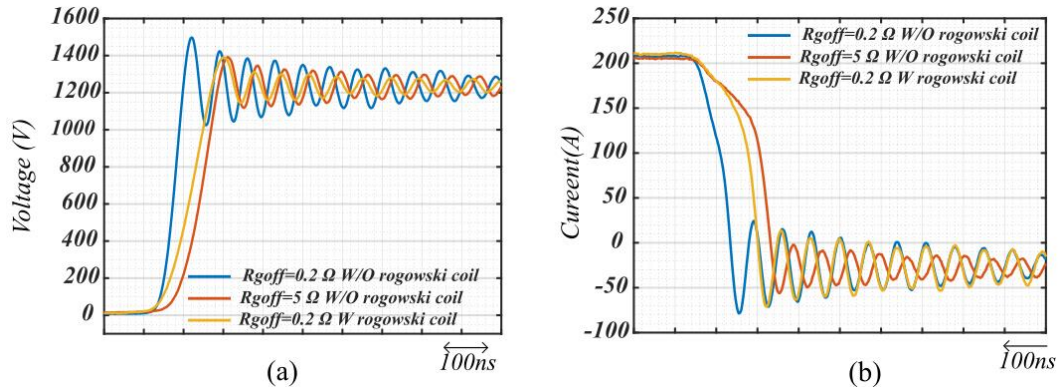 1600
1400
1200
1000
800
600
400
200
0
Voltage (V)
Rgoff=0.2 Ω W/O rogowski coil
Rgoff=5 Ω W/O rogowski coil
Rgoff=0.2 Ω W rogowski coil
100ns
(a)
250
200
150
100
50
0
-50
-100
Cureent(A)
Rgoff=0.2 Ω W/O rogowski coil
Rgoff=5 Ω W/O rogowski coil
Rgoff=0.2 Ω W rogowski coil
100ns
(b)